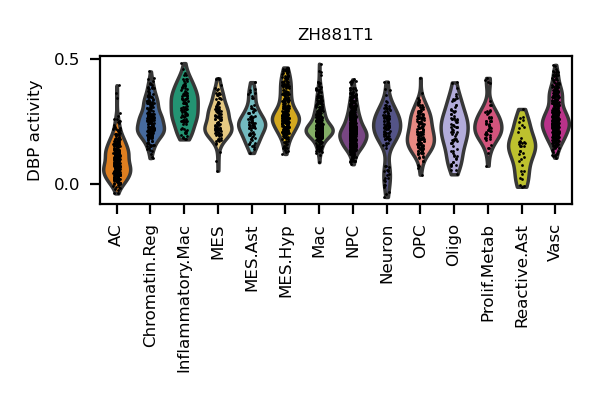 ZH881T1
DBP activity
0.5
0.0
AC
Chromatin.Reg
Inflammatory.Mac
MES
MES.Ast
MES.Hyp
Mac
NPC
Neuron
OPC
Oligo
Prolif.Metab
Reactive.Ast
Vasc